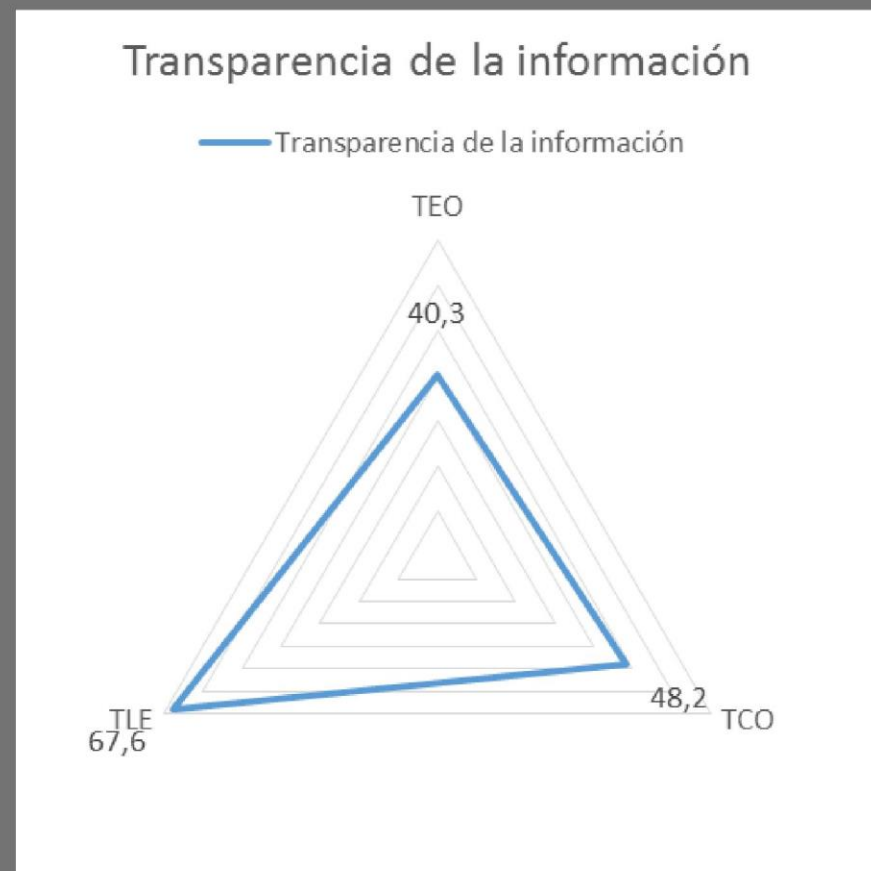 Transparencia de la información
Transparencia de la información
TEO
40,3
48,2
TCO
TLE
67,6